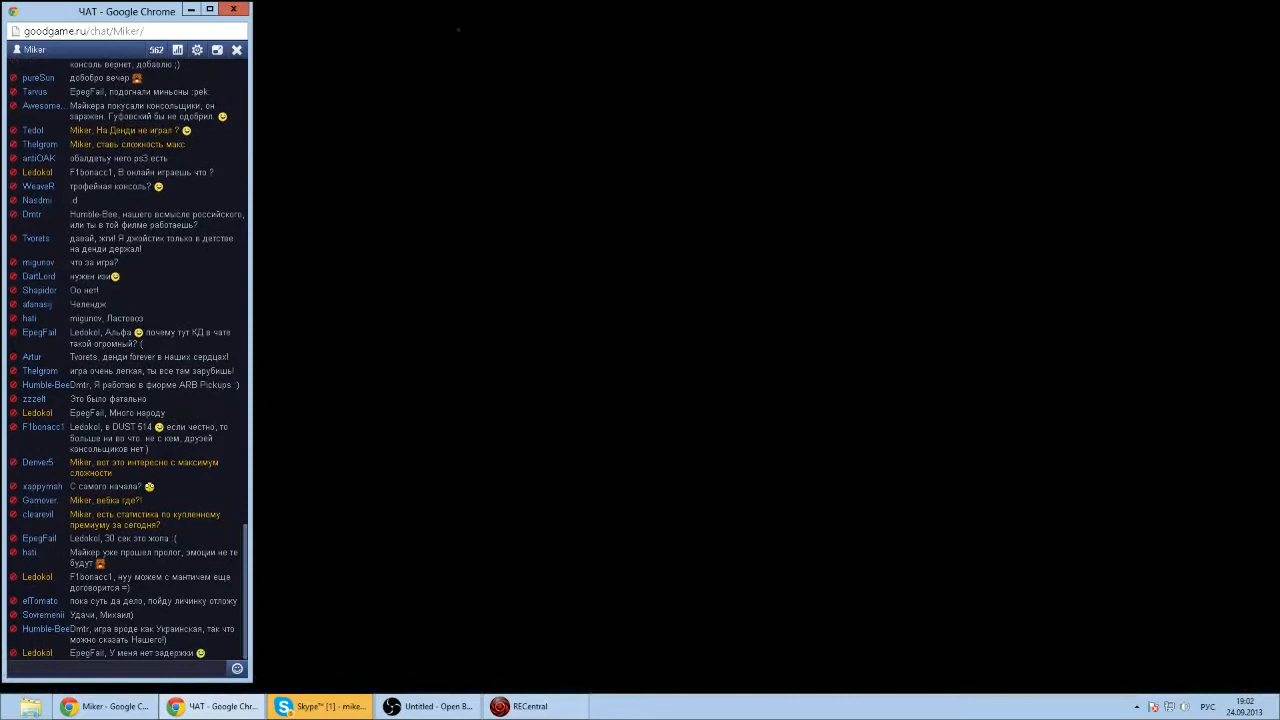 ЧАТ - Google Chrome
goodgame.ru/chat/Miker/
Miker 562
консоль вернет, добавлю ;)
pureSun добобро вечер
Tarvus EpegFail, подогнали миньоны :pek:
Awesome... Майкера покусали консольщики, он
заражен. Гуфовский бы не одобрил.
Tedol Miker, На Денди не играл ?
Thelgrom Miker, ставь сложность макс
antiOAK обалдетьу него ps3 есть
Ledokol F1bonacc1, В онлайн играешь что ?
WeaveR трофейная консоль?
Nasdmi :d
Dmtr Humble-Bee, нашего всмысле российского,
или ты в той филме работаешь?
Tvorets давай, жги! Я джойстик только в детстве
на денди держал!
migunov что за игра?
DartLord нужен изи
Shapidor Оо нет!
afanasij Челендж
hati migunov, Ластовоз
EpegFail Ledokol, Альфа почему тут КД в чате
такой огромный? (
Artur Tvorets, денди forever в наших сердцах!
Thelgrom игра очень легкая, ты все там зарубишь!
Humble-Bee Dmtr, Я работаю в фиорме ARB Pickups :)
zzzelt Это было фатально
Ledokol EpegFail, Много народу
F1bonacc1 Ledokol, в DUST 514 если честно, то
больше ни во что. не с кем, друзей
консольщиков нет )
Denver5 Miker, вот это интересно с максимум
сложности
xappymah С самого начала?
Gamover. Miker, вебка где?!
clearevil Miker, есть статистика по купленному
премиуму за сегодня?
EpegFail Ledokol, 30 сек это жопа :(
hati Майкер уже прошел пролог, эмоции не те
будут
Ledokol F1bonacc1, нуу можем с мантичем еще
договорится =)
elTomato пока суть да дело, пойду личинку отложу
Sovremenii Удачи, Михаил)
Humble-Bee Dmtr, игра вроде как Украинская, так что
можно сказать Нашего!)
Ledokol EpegFail, У меня нет задержки
Miker - Google C... ЧАТ - Google Chr... Skype™ [1] - mike... Untitled - Open B... RECentral РУС 19:02
24.09.2013